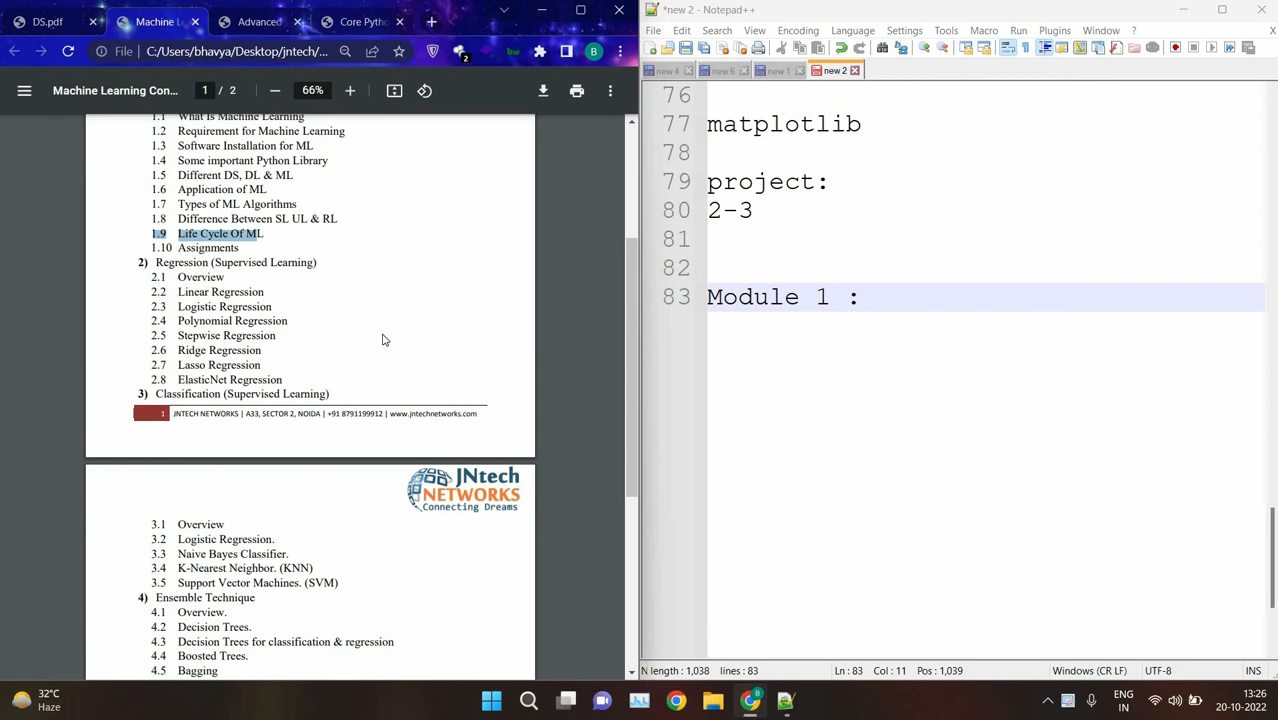 DS.pdf
Machine L
Advanced
Core Pytho
File
C:/Users/bhavya/Desktop/jntech/...
2
B
Machine Learning Con...
1 / 2
66%
1.1 What Is Machine Learning
1.2 Requirement for Machine Learning
1.3 Software Installation for ML
1.4 Some important Python Library
1.5 Different DS, DL & ML
1.6 Application of ML
1.7 Types of ML Algorithms
1.8 Difference Between SL UL & RL
1.9 Life Cycle Of ML
1.10 Assignments
2) Regression (Supervised Learning)
2.1 Overview
2.2 Linear Regression
2.3 Logistic Regression
2.4 Polynomial Regression
2.5 Stepwise Regression
2.6 Ridge Regression
2.7 Lasso Regression
2.8 ElasticNet Regression
3) Classification (Supervised Learning)
1 JNTECH NETWORKS | A33, SECTOR 2, NOIDA | +91 8791199912 | www.jntechnetworks.com
JNtech
NETWORKS
Connecting Dreams
3.1 Overview
3.2 Logistic Regression.
3.3 Naive Bayes Classifier.
3.4 K-Nearest Neighbor. (KNN)
3.5 Support Vector Machines. (SVM)
4) Ensemble Technique
4.1 Overview.
4.2 Decision Trees.
4.3 Decision Trees for classification & regression
4.4 Boosted Trees.
4.5 Bagging
*new 2 - Notepad++
File Edit Search View Encoding Language Settings Tools Macro Run Plugins Window ?
new 4
new 6
new 1
new 2
76
77 matplotlib
78
79 project:
80 2-3
81
82
83 Module 1 :
N length : 1,038 lines : 83
Ln : 83 Col : 11 Pos : 1,039
Windows (CR LF)
UTF-8
INS
32°C
Haze
ENG
IN
13:26
20-10-2022